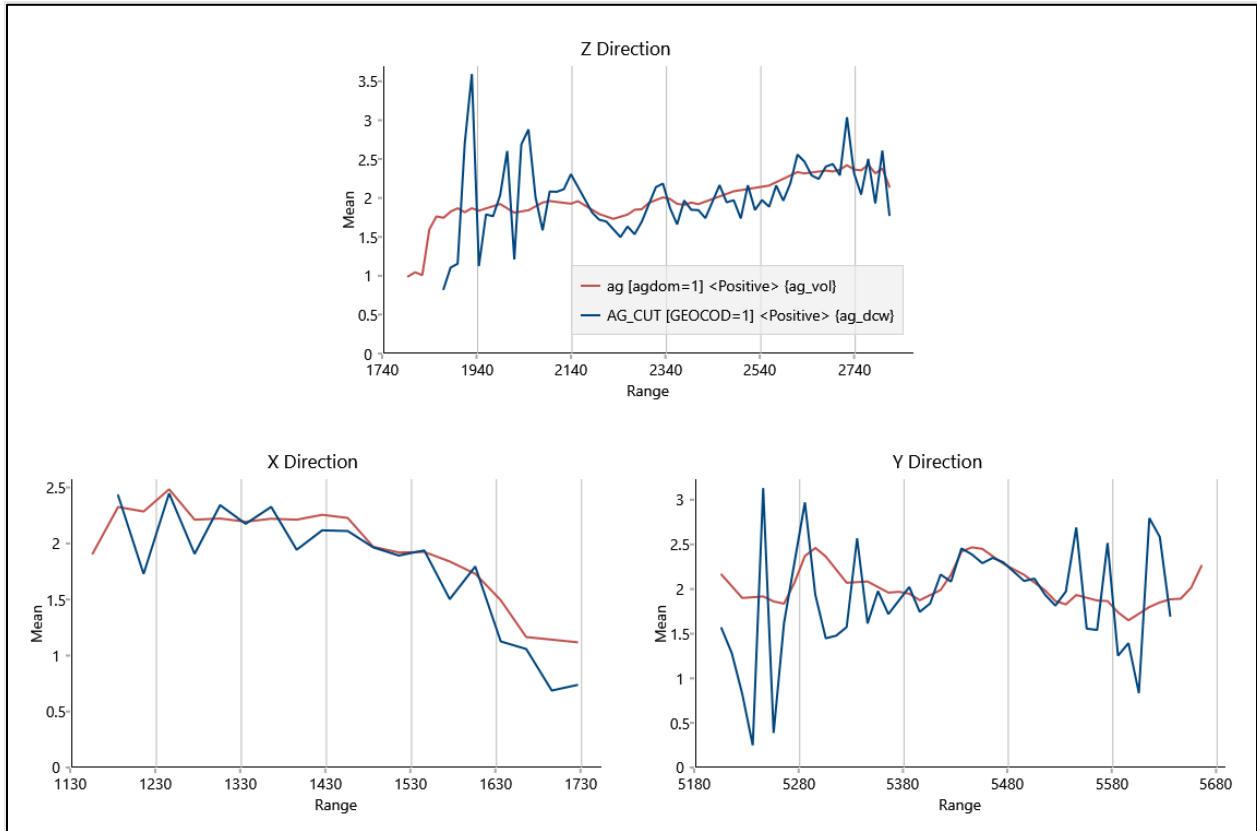 Z Direction
3.5
3
2.5
2
1.5
1
0.5
0
Mean
ag [agdom=1] <Positive> {ag_vol}
AG_CUT [GEOCOD=1] <Positive> {ag_dcw}
1740 1940 2140 2340 2540 2740
Range
X Direction
2.5
2
1.5
1
0.5
0
Mean
1130 1230 1330 1430 1530 1630 1730
Range
Y Direction
3
2.5
2
1.5
1
0.5
0
Mean
5180 5280 5380 5480 5580 5680
Range